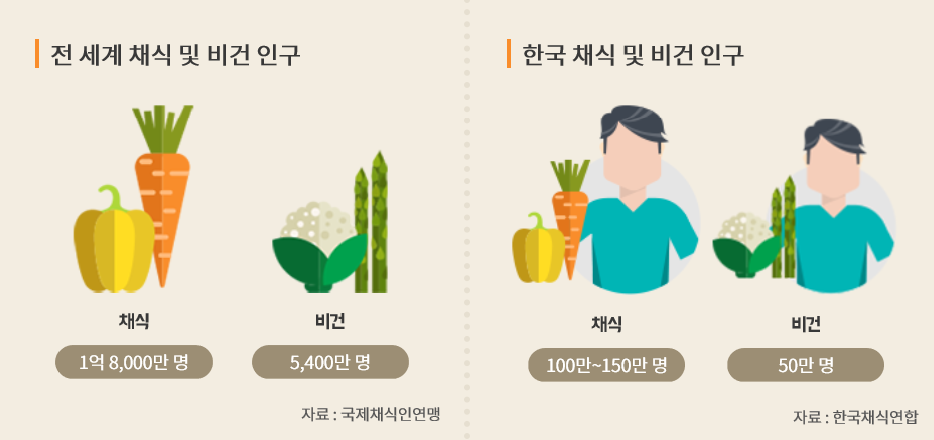 전 세계 채식 및 비건 인구
채식
비건
1억 8,000만 명
5,400만 명
자료 : 국제채식인연맹
한국 채식 및 비건 인구
채식
비건
100만~150만 명
50만 명
자료 : 한국채식연합